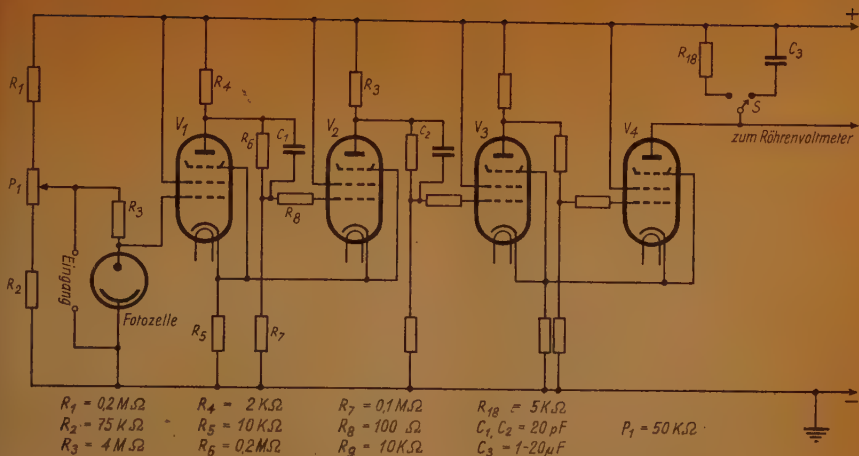 +
R1
R4
R3
R18
C3
S
V1
R6
C1
V2
C2
V3
V4
zum Röhrenvoltmeter
P1
R3
R8
Eingang
R2
Fotozelle
R5
R7
R1 = 0,2 MΩ R4 = 2 KΩ R7 = 0,1 MΩ R18 = 5 KΩ
R2 = 75 KΩ R5 = 10 KΩ R8 = 100 Ω C1, C2 = 20 pF P1 = 50 KΩ
R3 = 4 MΩ R6 = 0,2 MΩ R9 = 10 KΩ C3 = 1-20 µF
−